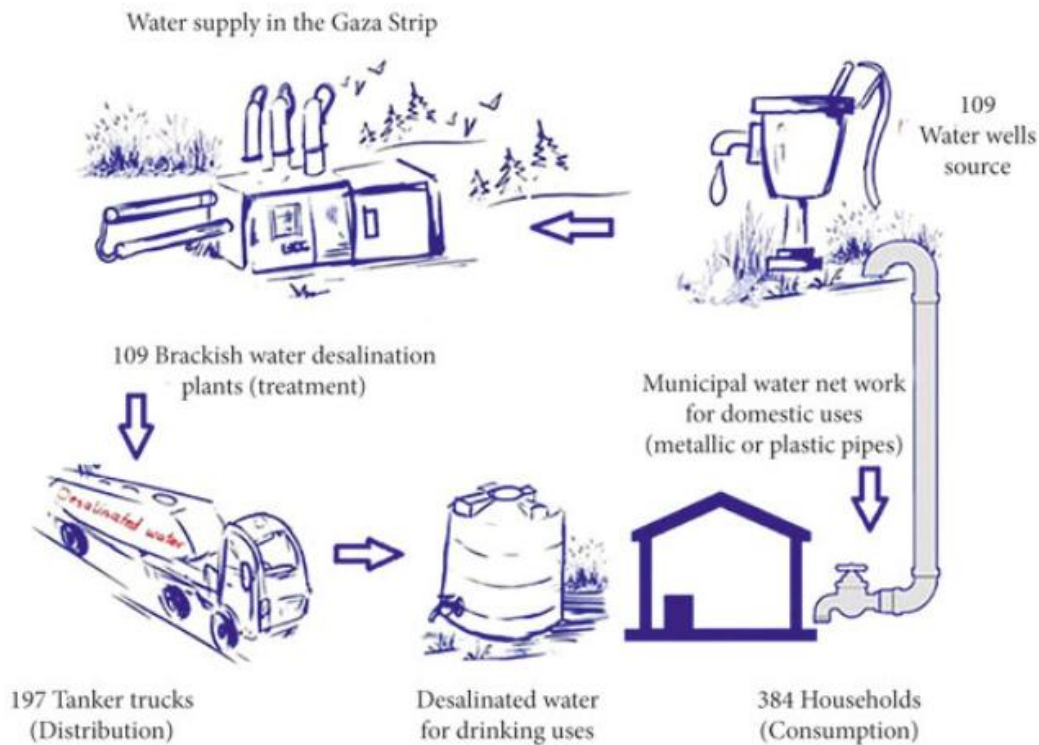 Water supply in the Gaza Strip
109
Water wells
source
109 Brackish water desalination
plants (treatment)
Municipal water net work
for domestic uses
(metallic or plastic pipes)
Desalinated water
197 Tanker trucks
(Distribution)
Desalinated water
for drinking uses
384 Households
(Consumption)